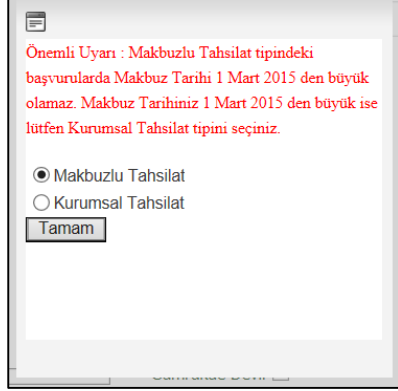 Önemli Uyarı : Makbuzlu Tahsilat tipindeki
başvurularda Makbuz Tarihi 1 Mart 2015 den büyük
olamaz. Makbuz Tarihiniz 1 Mart 2015 den büyük ise
lütfen Kurumsal Tahsilat tipini seçiniz.
Makbuzlu Tahsilat
Kurumsal Tahsilat
Tamam